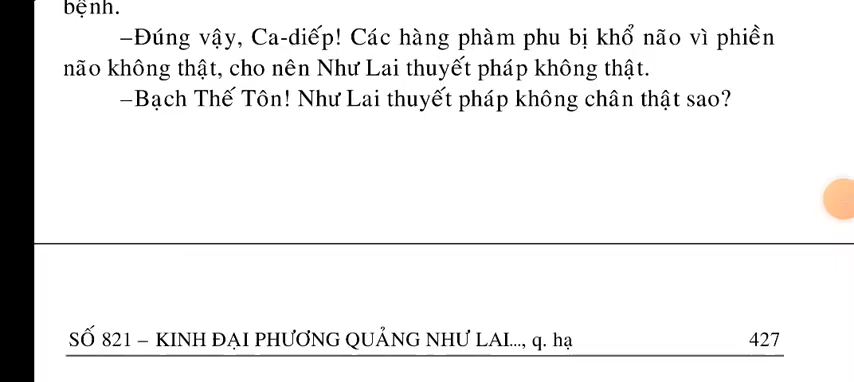 bệnh.
–Đúng vậy, Ca-diếp! Các hàng phàm phu bị khổ não vì phiền
não không thật, cho nên Như Lai thuyết pháp không thật.
–Bạch Thế Tôn! Như Lai thuyết pháp không chân thật sao?
SỐ 821 – KINH ĐẠI PHƯƠNG QUẢNG NHƯ LAI..., q. hạ 427